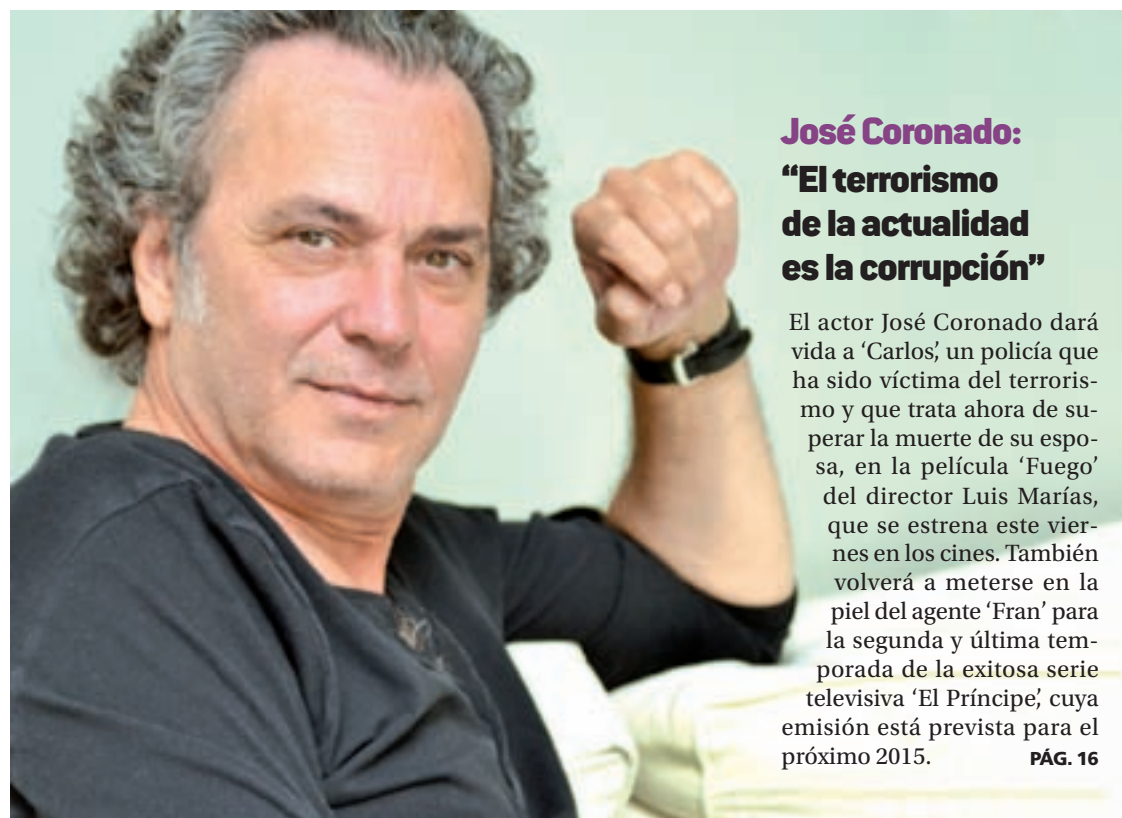 José Coronado:
“El terrorismo
de la actualidad
es la corrupción”
El actor José Coronado dará
vida a ‘Carlos’, un policía que
ha sido víctima del terroris-
mo y que trata ahora de su-
perar la muerte de su espo-
sa, en la película ‘Fuego’
del director Luis Marías,
que se estrena este vier-
nes en los cines. También
volverá a meterse en la
piel del agente ‘Fran’ para
la segunda y última tem-
porada de la exitosa serie
televisiva ‘El Príncipe’, cuya
emisión está prevista para el
próximo 2015. PÁG. 16